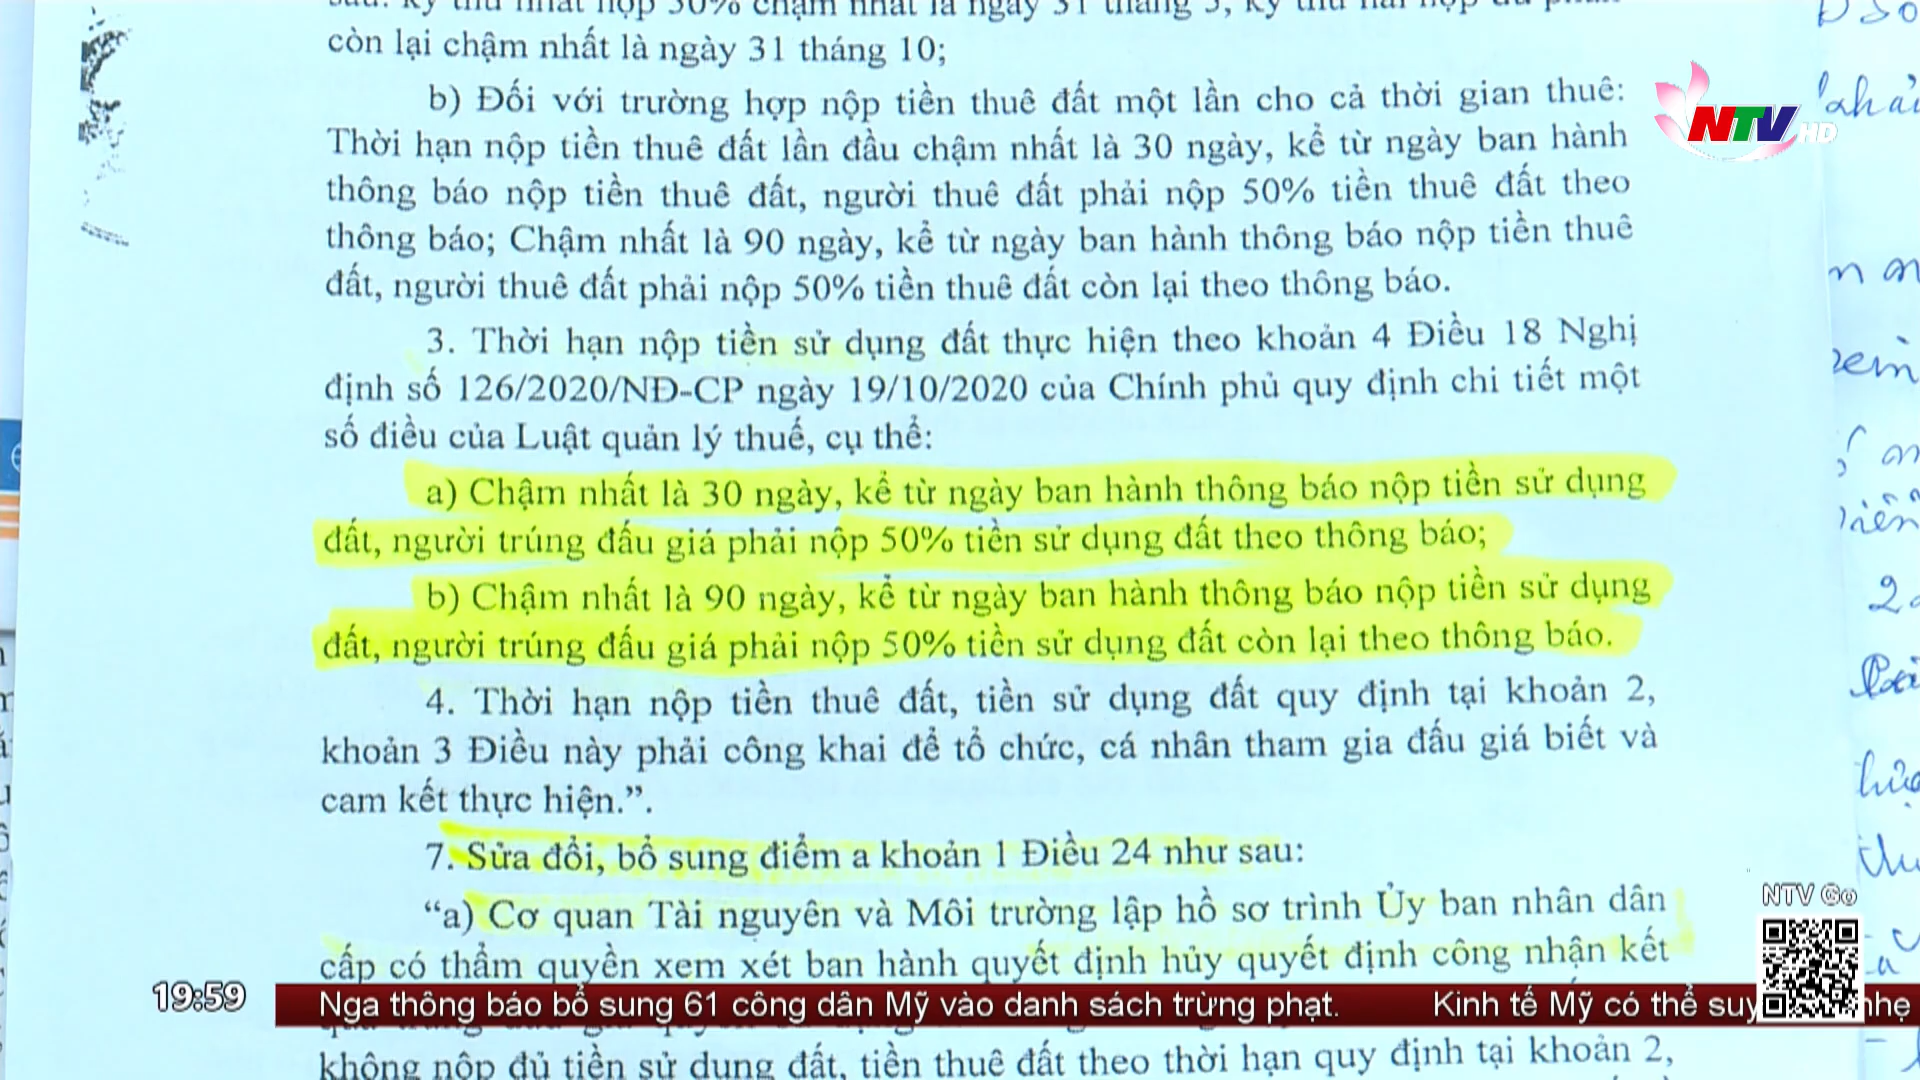 còn lại chậm nhất là ngày 31 tháng 10;
b) Đối với trường hợp nộp tiền thuê đất một lần cho cả thời gian thuê:
Thời hạn nộp tiền thuê đất lần đầu chậm nhất là 30 ngày, kể từ ngày ban hành
thông báo nộp tiền thuê đất, người thuê đất phải nộp 50% tiền thuê đất theo
thông báo; Chậm nhất là 90 ngày, kể từ ngày ban hành thông báo nộp tiền thuê
đất, người thuê đất phải nộp 50% tiền thuê đất còn lại theo thông báo.
3. Thời hạn nộp tiền sử dụng đất thực hiện theo khoản 4 Điều 18 Nghị
định số 126/2020/NĐ-CP ngày 19/10/2020 của Chính phủ quy định chi tiết một
số điều của Luật quản lý thuế, cụ thể:
a) Chậm nhất là 30 ngày, kể từ ngày ban hành thông báo nộp tiền sử dụng
đất, người trúng đấu giá phải nộp 50% tiền sử dụng đất theo thông báo;
b) Chậm nhất là 90 ngày, kể từ ngày ban hành thông báo nộp tiền sử dụng
đất, người trúng đấu giá phải nộp 50% tiền sử dụng đất còn lại theo thông báo.
4. Thời hạn nộp tiền thuê đất, tiền sử dụng đất quy định tại khoản 2,
khoản 3 Điều này phải công khai để tổ chức, cá nhân tham gia đấu giá biết và
cam kết thực hiện.”.
7. Sửa đổi, bổ sung điểm a khoản 1 Điều 24 như sau:
“a) Cơ quan Tài nguyên và Môi trường lập hồ sơ trình Ủy ban nhân dân
cấp có thẩm quyền xem xét ban hành quyết định hủy quyết định công nhận kết
không nộp đủ tiền sử dụng đất, tiền thuê đất theo thời hạn quy định tại khoản 2,
NTV HD
NTV Go
19:59
Nga thông báo bổ sung 61 công dân Mỹ vào danh sách trừng phạt. Kinh tế Mỹ có thể suy nhẹ